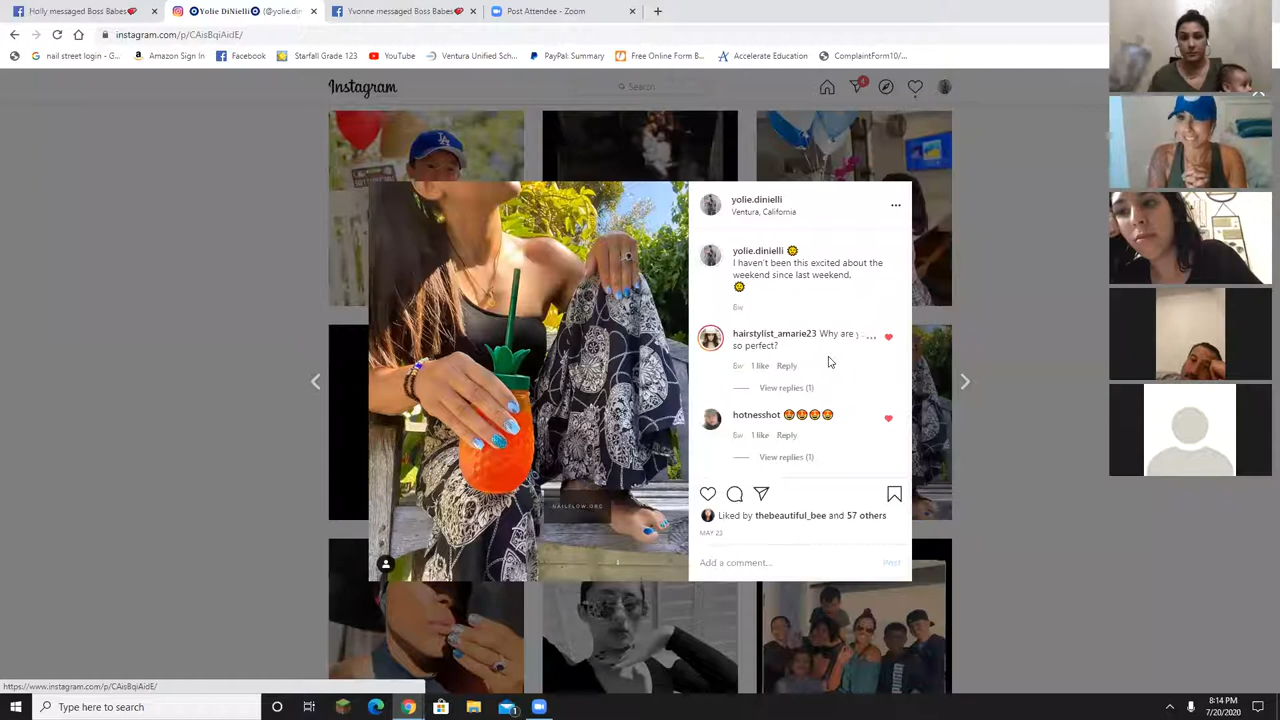 Holly messaged Boss Babes
Yolie DiNielli (@yolie.din
Yvonne messaged Boss Babes
Post Attendee - Zoom
instagram.com/p/CAisBqiAidE/
nail street login - G...
Amazon Sign In
Facebook
Starfall Grade 123
YouTube
Ventura Unified Sch...
PayPal: Summary
Free Online Form B...
Accelerate Education
ComplaintForm10/...
Instagram
Search
4
yolie.dinielli
Ventura, California
yolie.dinielli
I haven't been this excited about the
weekend since last weekend.
8w
hairstylist_amarie23 Why are
so perfect?
8w 1 like Reply
View replies (1)
hotnesshot
8w 1 like Reply
View replies (1)
NAILFLOW.ORG
Liked by thebeautiful_bee and 57 others
MAY 23
Add a comment...
Post
https://www.instagram.com/p/CAisBqiAidE/
Type here to search
8:14 PM
7/20/2020